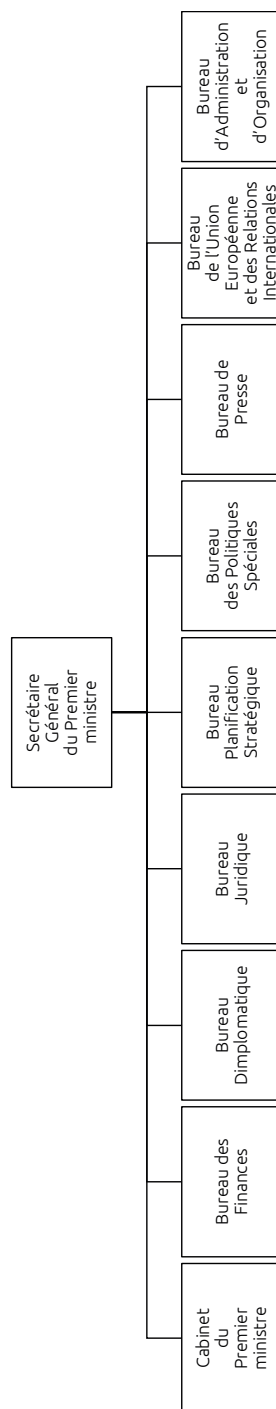 Secrétaire
Général
du Premier
ministre
Cabinet
du
Premier
ministre
Bureau des
Finances
Bureau
Dimplomatique
Bureau
Juridique
Bureau
Planification
Stratégique
Bureau
des Politiques
Spéciales
Bureau de
Presse
Bureau
de l'Union
Européenne
et des Relations
Internationales
Bureau
d'Administration
et
d'Organisation